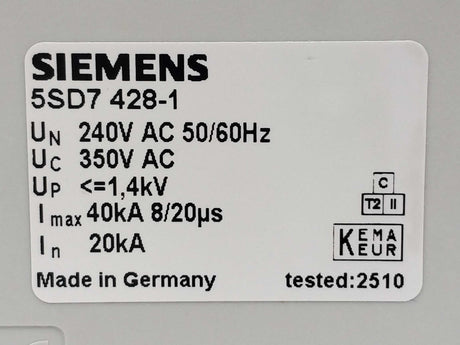 SIEMENS
5SD7 428-1
UN 240V AC 50/60Hz
UC 350V AC
UP <=1,4kV
Imax 40kA 8/20µs
In 20kA
C
T2 II
KEMA
KEUR
Made in Germany tested:2510